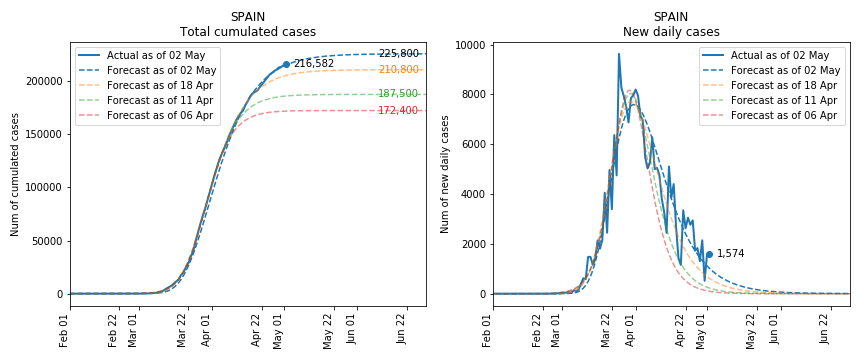 SPAIN
Total cumulated cases
Num of cumulated cases
200000
150000
100000
50000
0
Actual as of 02 May
Forecast as of 02 May
Forecast as of 18 Apr
Forecast as of 11 Apr
Forecast as of 06 Apr
216,582
225,800
210,800
187,500
172,400
Feb 01
Feb 22
Mar 01
Mar 22
Apr 01
Apr 22
May 01
May 22
Jun 01
Jun 22
SPAIN
New daily cases
Num of new daily cases
10000
8000
6000
4000
2000
0
Actual as of 02 May
Forecast as of 02 May
Forecast as of 18 Apr
Forecast as of 11 Apr
Forecast as of 06 Apr
1,574
Feb 01
Feb 22
Mar 01
Mar 22
Apr 01
Apr 22
May 01
May 22
Jun 01
Jun 22